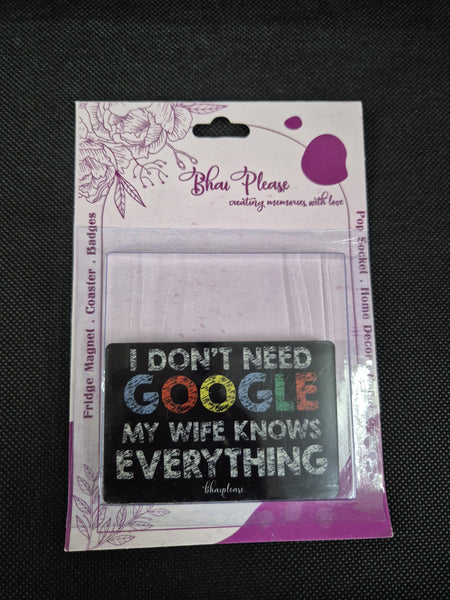 Bhai Please
creating memories with love
Fridge Magnet . Coaster . Badges
Pop Socket . Home Decor
I DON'T NEED
GOOGLE
MY WIFE KNOWS
EVERYTHING
bhaiplease